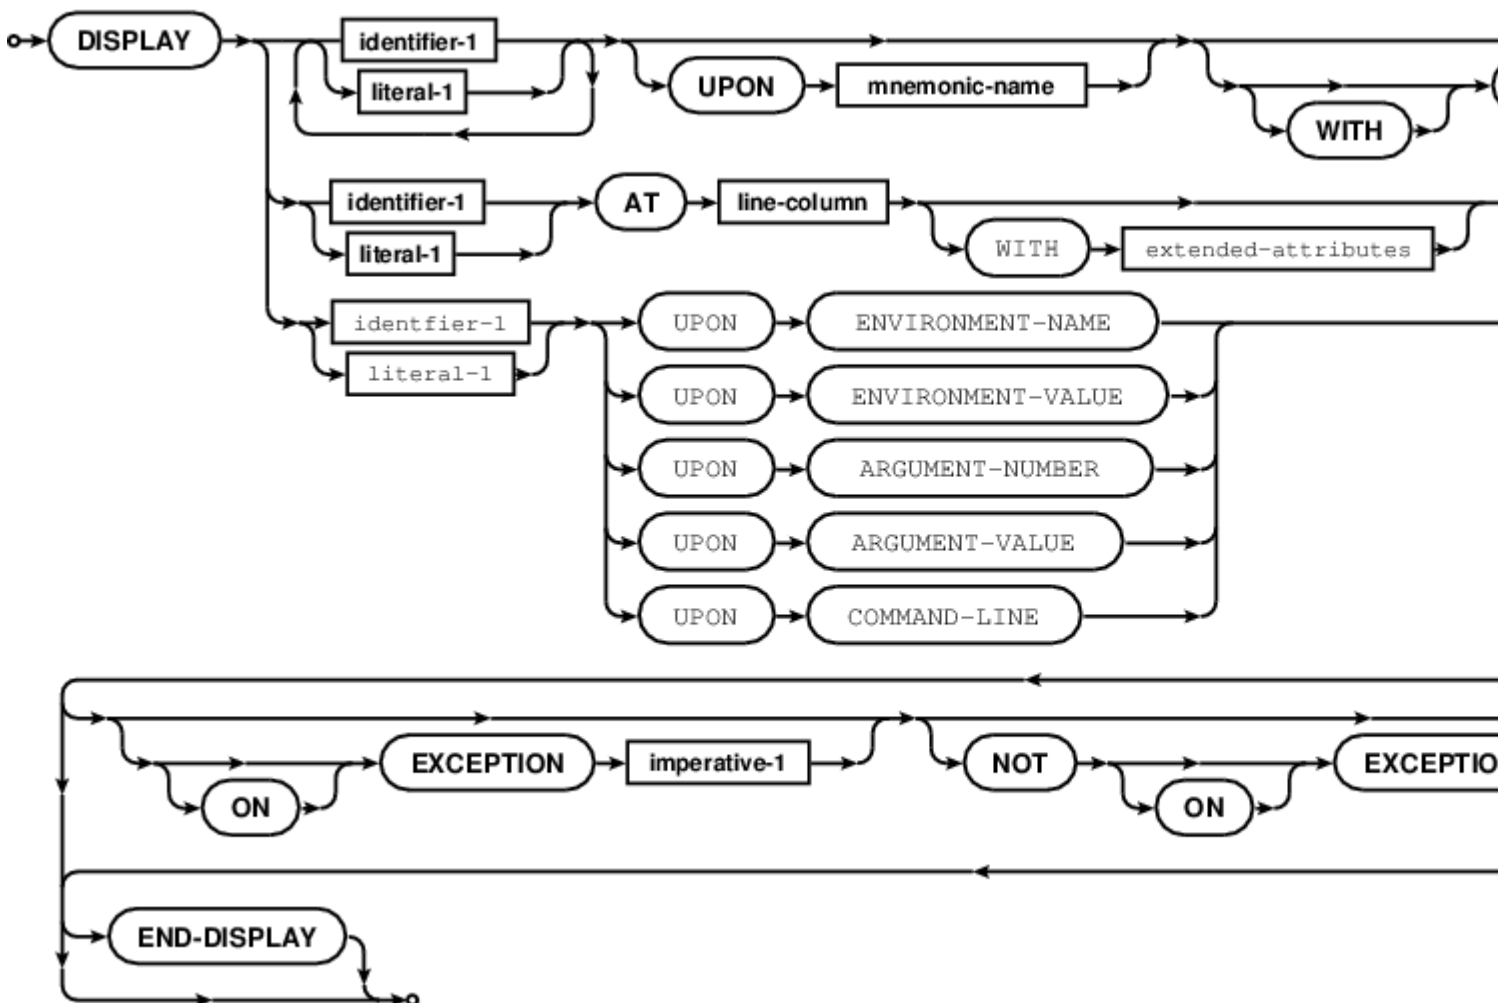 DISPLAY identifier-1
literal-1 UPON mnemonic-name
WITH
identifier-1 AT line-column
literal-1 WITH extended-attributes
identfier-1 UPON ENVIRONMENT-NAME
literal-1
UPON ENVIRONMENT-VALUE
UPON ARGUMENT-NUMBER
UPON ARGUMENT-VALUE
UPON COMMAND-LINE
EXCEPTION imperative-1 NOT EXCEPTIO
ON ON
END-DISPLAY